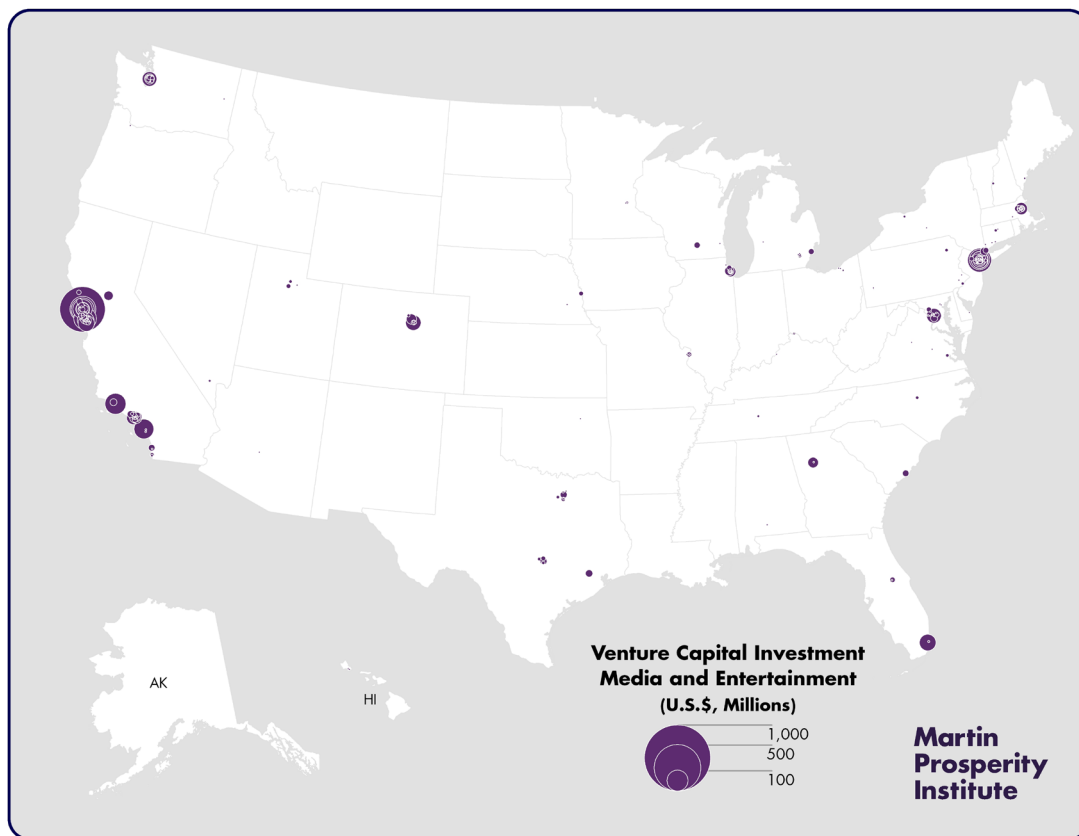 AK
HI
Venture Capital Investment
Media and Entertainment
(U.S.$, Millions)
1,000
500
100
Martin
Prosperity
Institute